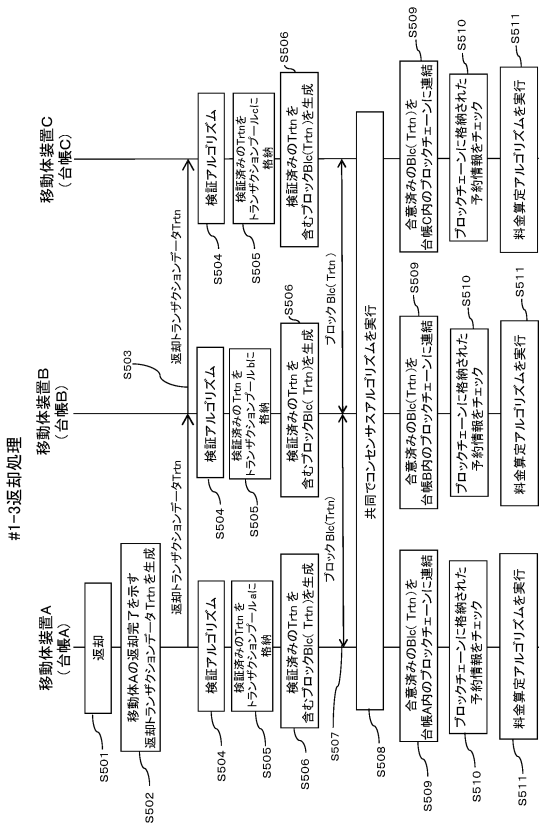 #1-3返却処理
移動体装置A
（台帳A）
移動体装置B
（台帳B）
移動体装置C
（台帳C）
返却
S501
移動体Aの返却完了を示す
返却トランザクションデータTrtnを生成
S502
返却トランザクションデータTrtn
S503
返却トランザクションデータTrtn
検証アルゴリズム
S504
検証アルゴリズム
S504
検証アルゴリズム
S504
検証済みのTrtnを
トランザクションプールaに
格納
S505
検証済みのTrtnを
トランザクションプールbに
格納
S505
検証済みのTrtnを
トランザクションプールcに
格納
S505
検証済みのTrtnを
含むブロックBlc(Trtn)を生成
S506
検証済みのTrtnを
含むブロックBlc(Trtn)を生成
S506
検証済みのTrtnを
含むブロックBlc(Trtn)を生成
S506
ブロックBlc(Trtn)
ブロックBlc(Trtn)
S507
共同でコンセンサスアルゴリズムを実行
S508
合意済みのBlc(Trtn)を
台帳A内のブロックチェーンに連結
S509
合意済みのBlc(Trtn)を
台帳B内のブロックチェーンに連結
S509
合意済みのBlc(Trtn)を
台帳C内のブロックチェーンに連結
S509
ブロックチェーンに格納された
予約情報をチェック
S510
ブロックチェーンに格納された
予約情報をチェック
S510
ブロックチェーンに格納された
予約情報をチェック
S510
料金算定アルゴリズムを実行
S511
料金算定アルゴリズムを実行
S511
料金算定アルゴリズムを実行
S511